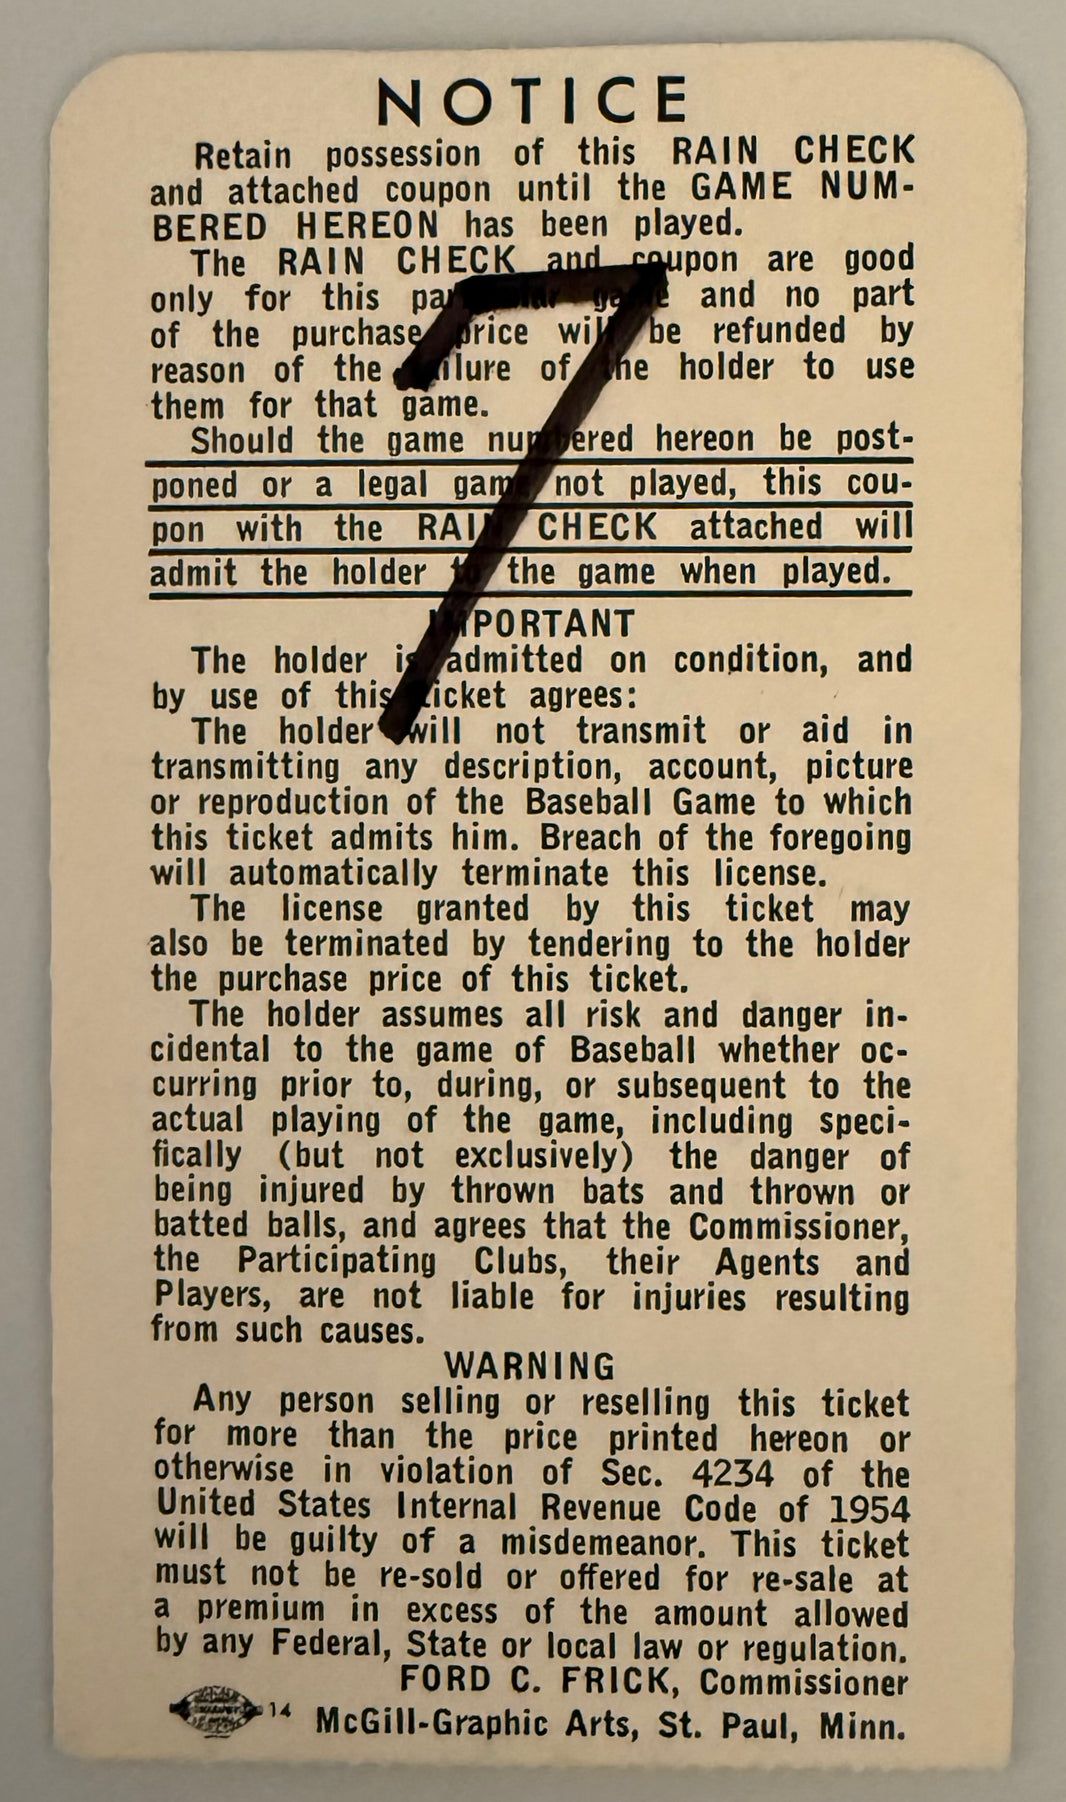 NOTICE
Retain possession of this RAIN CHECK
and attached coupon until the GAME NUM-
BERED HEREON has been played.
The RAIN CHECK and coupon are good
only for this particular game and no part
of the purchase price will be refunded by
reason of the failure of the holder to use
them for that game.
Should the game numbered hereon be post-
poned or a legal game not played, this cou-
pon with the RAIN CHECK attached will
admit the holder to the game when played.
IMPORTANT
The holder is admitted on condition, and
by use of this ticket agrees:
The holder will not transmit or aid in
transmitting any description, account, picture
or reproduction of the Baseball Game to which
this ticket admits him. Breach of the foregoing
will automatically terminate this license.
The license granted by this ticket may
also be terminated by tendering to the holder
the purchase price of this ticket.
The holder assumes all risk and danger in-
cidental to the game of Baseball whether oc-
curring prior to, during, or subsequent to the
actual playing of the game, including speci-
fically (but not exclusively) the danger of
being injured by thrown bats and thrown or
batted balls, and agrees that the Commissioner,
the Participating Clubs, their Agents and
Players, are not liable for injuries resulting
from such causes.
WARNING
Any person selling or reselling this ticket
for more than the price printed hereon or
otherwise in violation of Sec. 4234 of the
United States Internal Revenue Code of 1954
will be guilty of a misdemeanor. This ticket
must not be re-sold or offered for re-sale at
a premium in excess of the amount allowed
by any Federal, State or local law or regulation.
FORD C. FRICK, Commissioner
14 McGill-Graphic Arts, St. Paul, Minn.
7